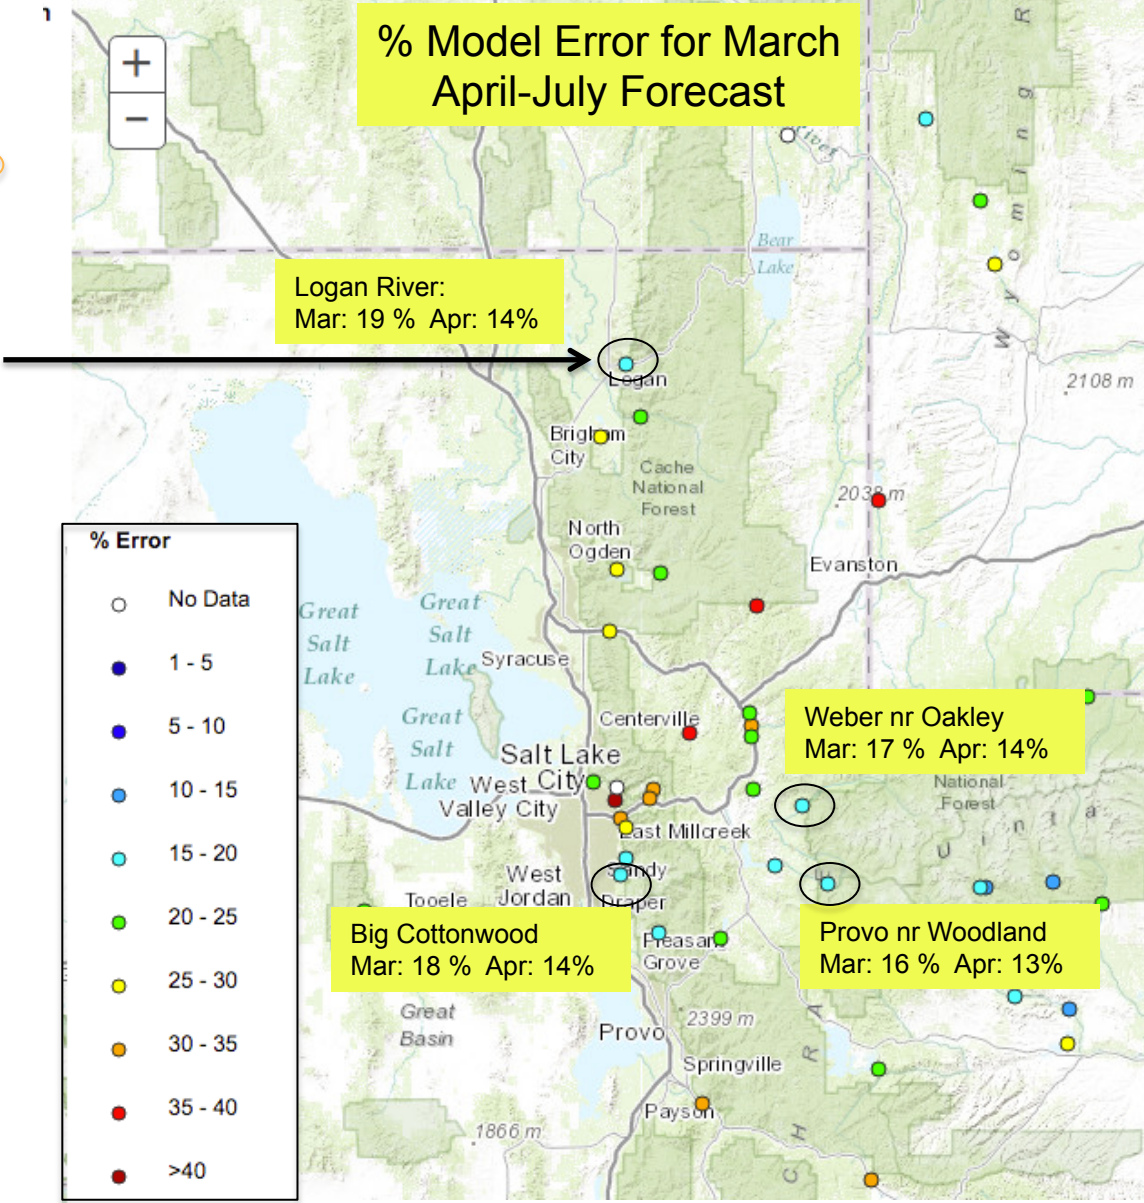 % Model Error for March
April-July Forecast
+
−
River
Bear
Lake
Wyoming R
Logan River:
Mar: 19 % Apr: 14%
Logan
2108 m
Brigham
City
Cache
National
Forest
2038 m
North
Ogden
Evanston
% Error
No Data
1 - 5
5 - 10
10 - 15
15 - 20
20 - 25
25 - 30
30 - 35
35 - 40
>40
Great
Salt
Lake
Great
Salt
Lake
Syracuse
Great
Salt
Lake
Centerville
Weber nr Oakley
Mar: 17 % Apr: 14%
Salt Lake
City
West
Valley City
National
Forest
Uinta
East Millcreek
Sandy
West
Jordan
Draper
Tooele
Big Cottonwood
Mar: 18 % Apr: 14%
Pleasant
Grove
Provo nr Woodland
Mar: 16 % Apr: 13%
Great
Basin
2399 m
Provo
Springville
Payson
1866 m
C H R A E